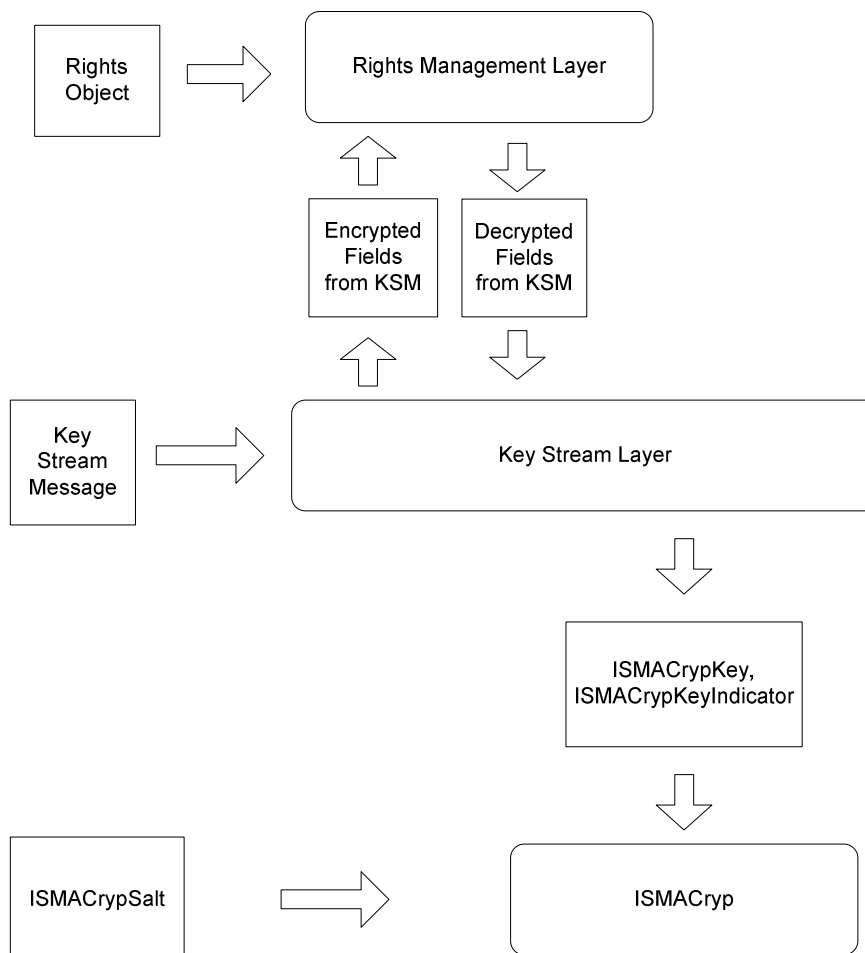 Rights
Object
Rights Management Layer
Encrypted
Fields
from KSM
Decrypted
Fields
from KSM
Key
Stream
Message
Key Stream Layer
ISMACrypKey,
ISMACrypKeyIndicator
ISMACrypSalt
ISMACryp